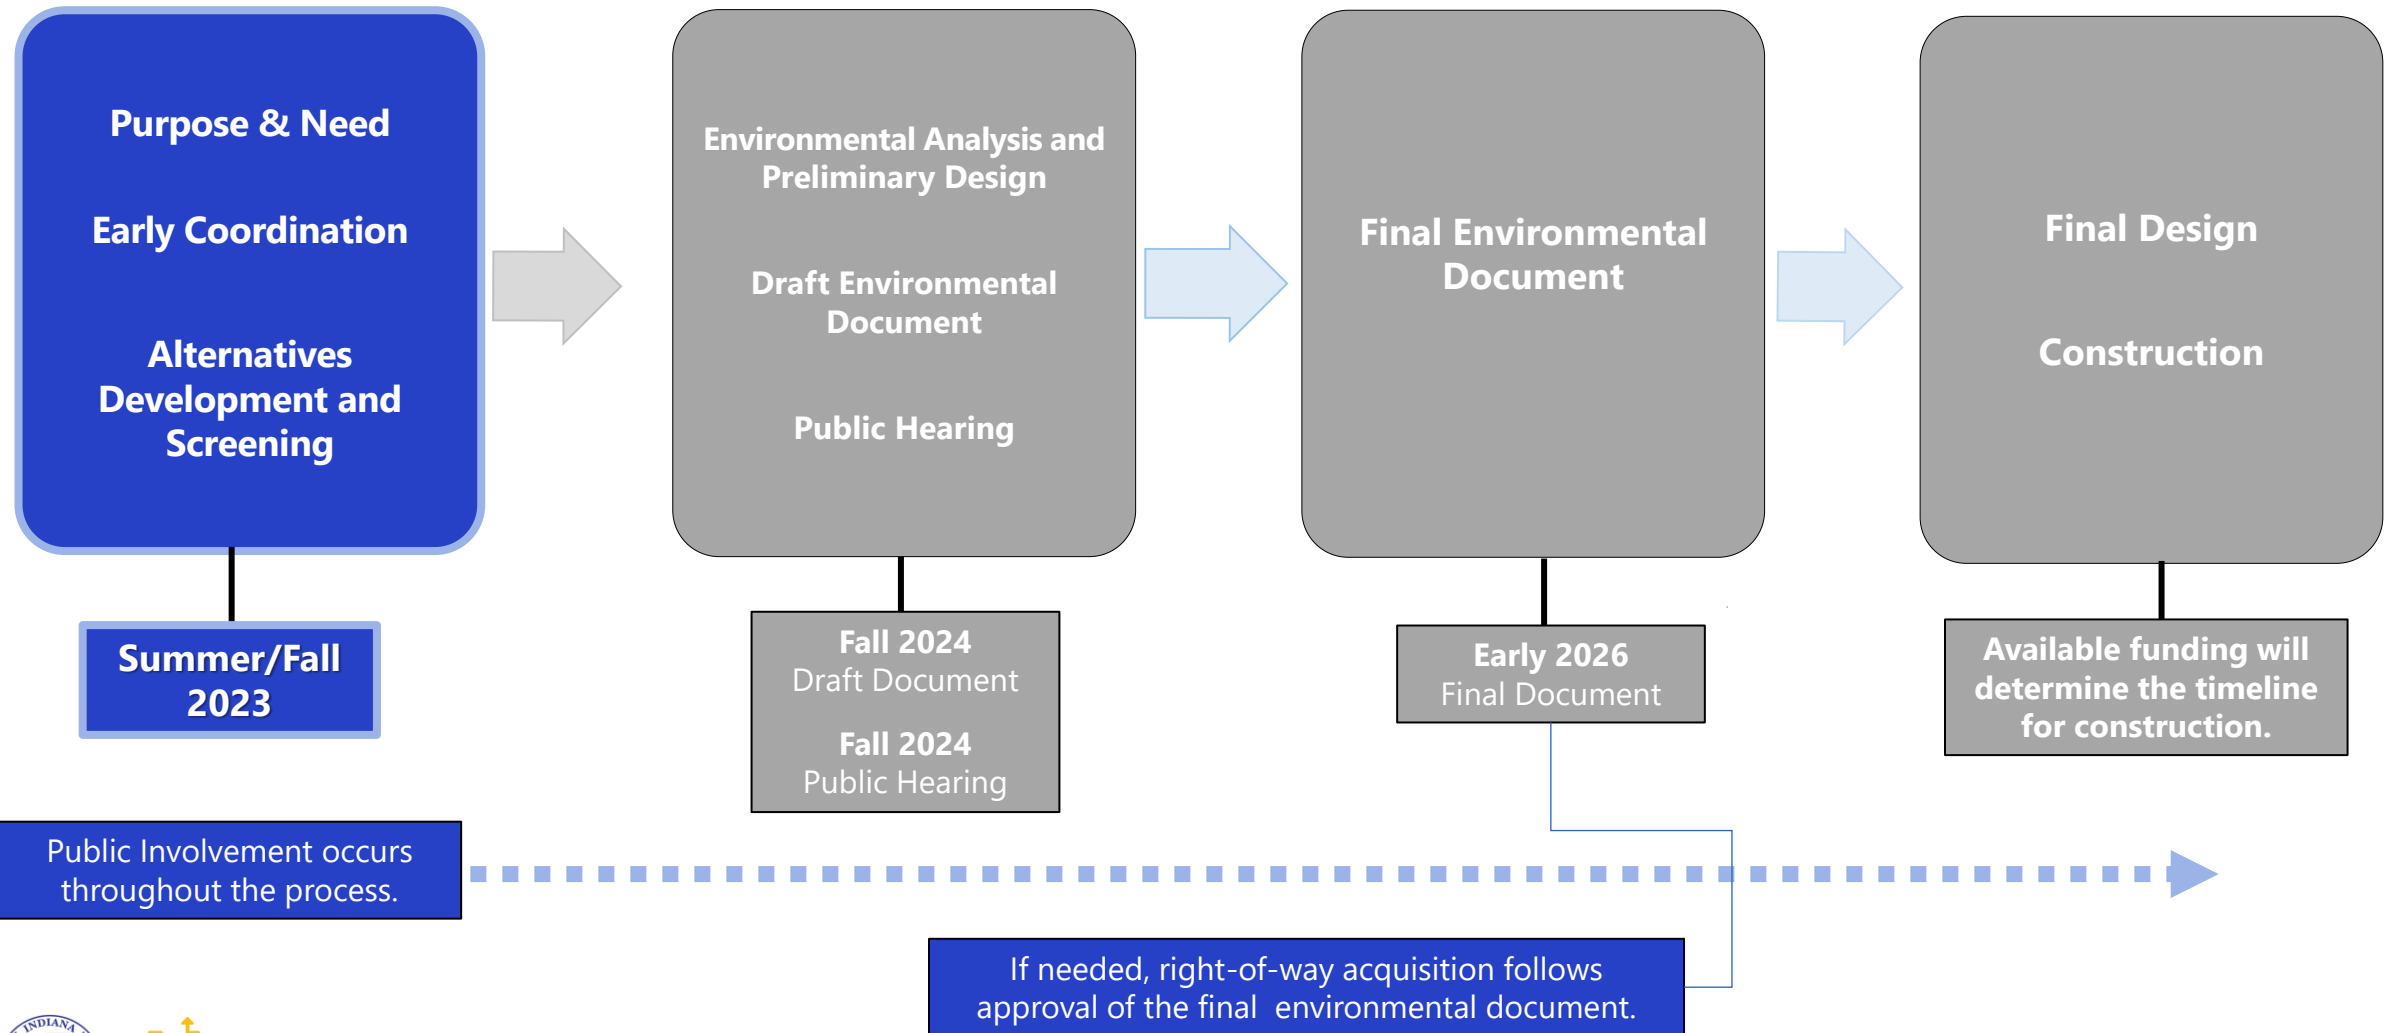 Purpose & Need
Early Coordination
Alternatives
Development and
Screening
Summer/Fall
2023
Environmental Analysis and
Preliminary Design
Draft Environmental
Document
Public Hearing
Fall 2024
Draft Document
Fall 2024
Public Hearing
Final Environmental
Document
Early 2026
Final Document
Final Design
Construction
Available funding will
determine the timeline
for construction.
Public Involvement occurs
throughout the process.
If needed, right-of-way acquisition follows
approval of the final environmental document.
INDIANA